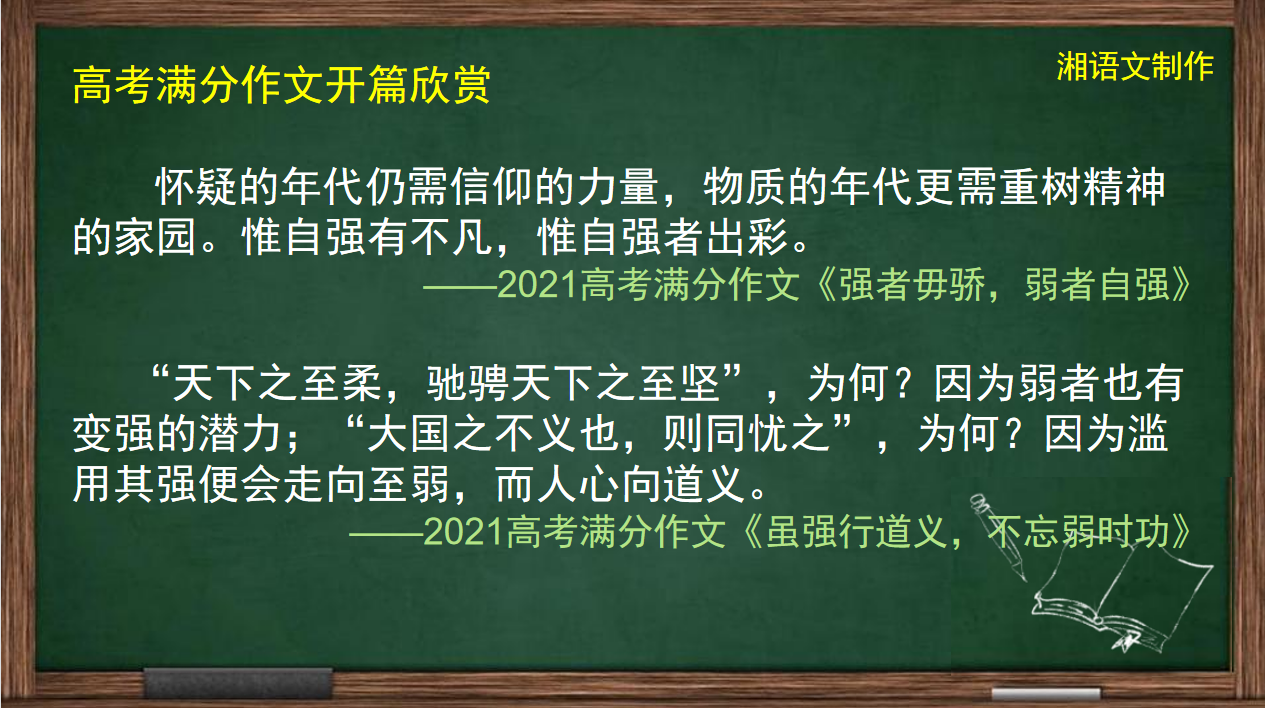 高考满分作文开篇欣赏
湘语文制作
怀疑的年代仍需信仰的力量，物质的年代更需重树精神
的家园。惟自强有不凡，惟自强者出彩。
——2021高考满分作文《强者毋骄，弱者自强》
“天下之至柔，驰骋天下之至坚”，为何？因为弱者也有
变强的潜力；“大国之不义也，则同忧之”，为何？因为滥
用其强便会走向至弱，而人心向道义。
——2021高考满分作文《虽强行道义，不忘弱时功》